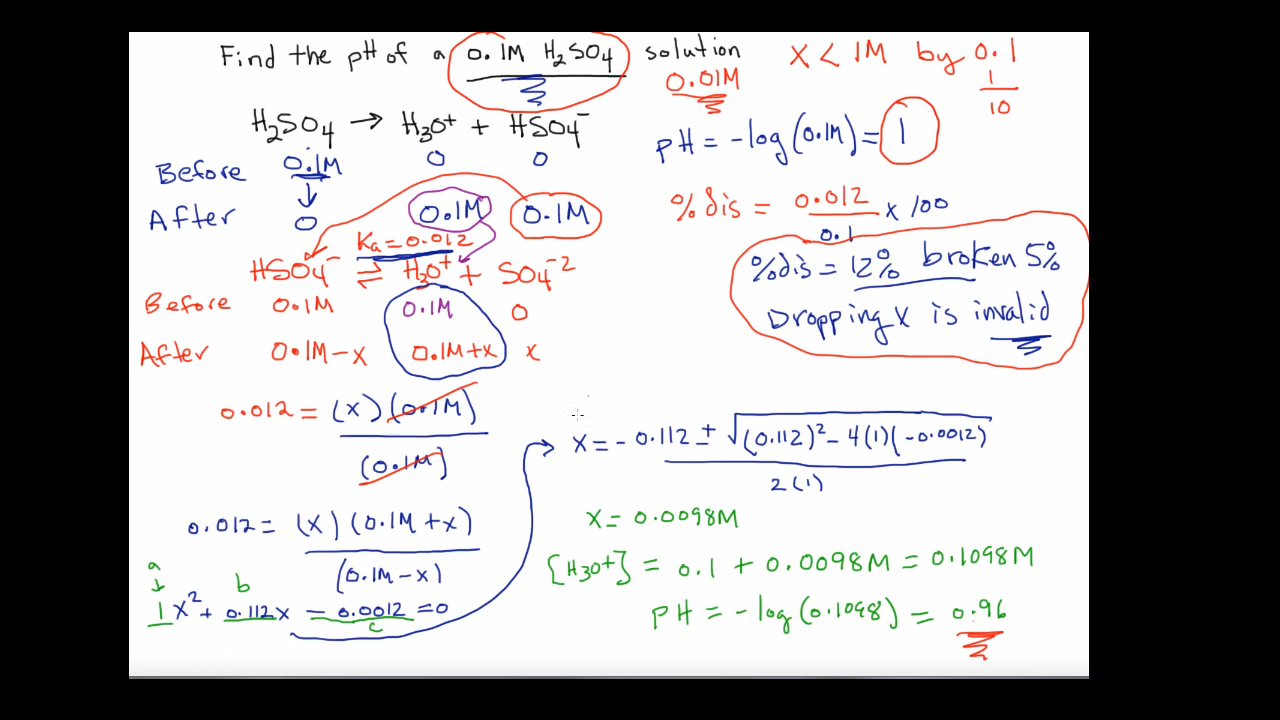 Find the pH of a 0.1M H₂SO₄ solution
0.01M
X < 1M by 0.1
1/10
H₂SO₄ → H₃O⁺ + HSO₄⁻
Before 0.1M 0 0
After 0 0.1M 0.1M
pH = -log(0.1M) = 1
% dis = 0.012/0.1 x 100
%dis = 12% broken 5%
Dropping X is invalid
Ka = 0.012
HSO₄⁻ ⇌ H₃O⁺ + SO₄⁻²
Before 0.1M 0.1M 0
After 0.1M-x 0.1M+x x
0.012 = (x)(0.1M)/(0.1M)
0.012 = (x)(0.1M+x)/(0.1M-x)
a b c
1x² + 0.112x - 0.0012 = 0
x = -0.112 ± √(0.112)² - 4(1)(-0.0012)/2(1)
x = 0.0098M
[H₃O⁺] = 0.1 + 0.0098M = 0.1098M
PH = -log(0.1098) = 0.96